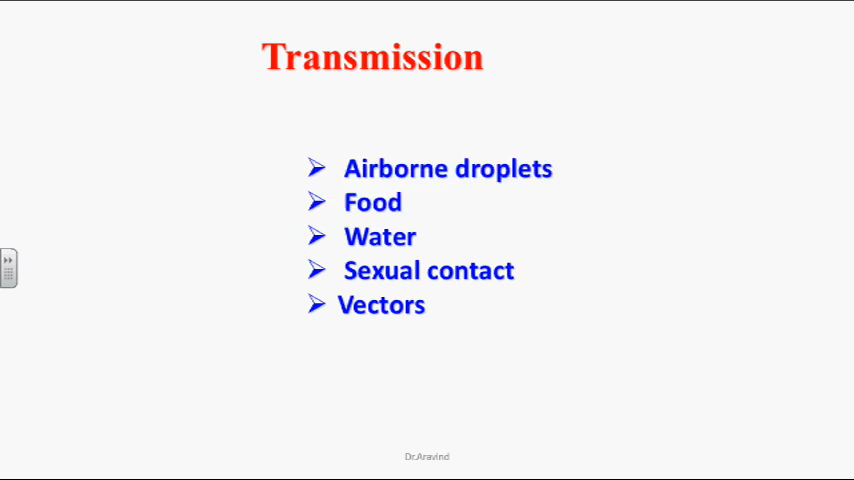 Transmission
➢ Airborne droplets
➢ Food
➢ Water
➢ Sexual contact
➢ Vectors
Dr.Aravind